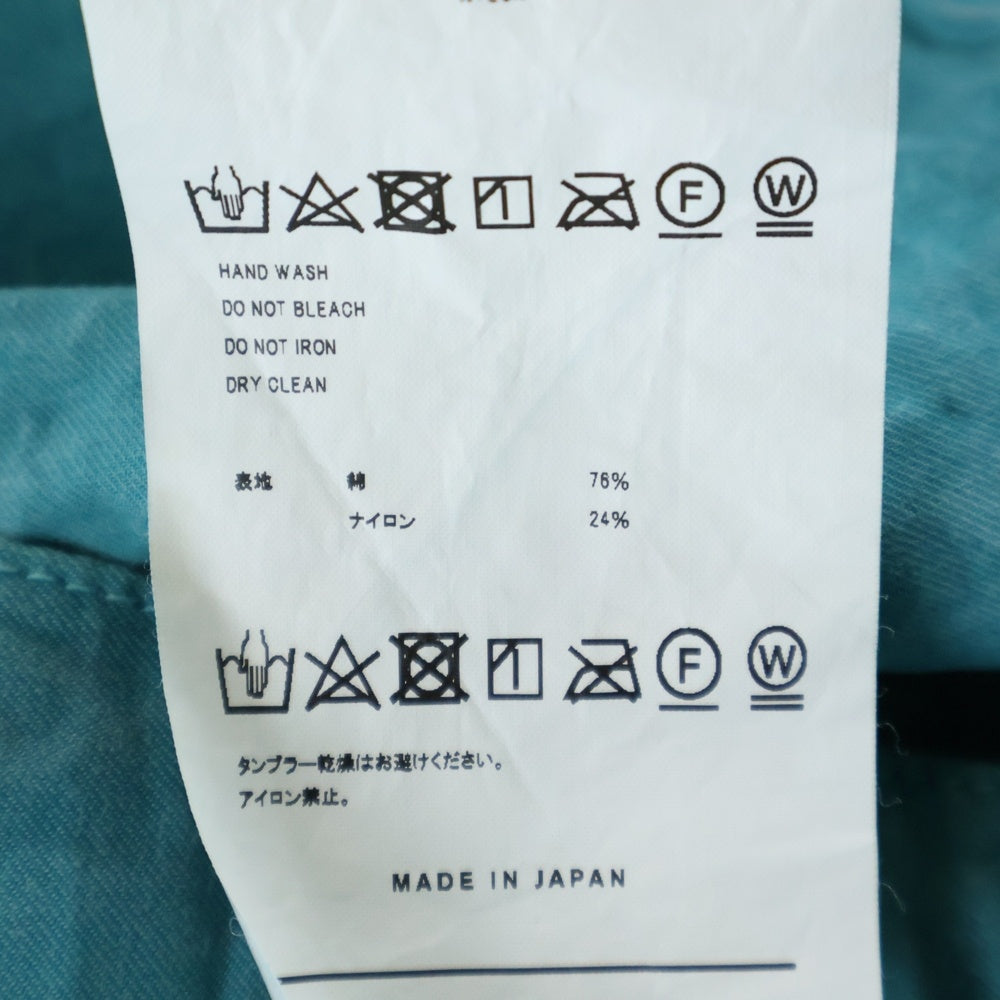 F W
HAND WASH
DO NOT BLEACH
DO NOT IRON
DRY CLEAN
表地 綿 76%
ナイロン 24%
F W
タンブラー乾燥はお避けください。
アイロン禁止。
MADE IN JAPAN